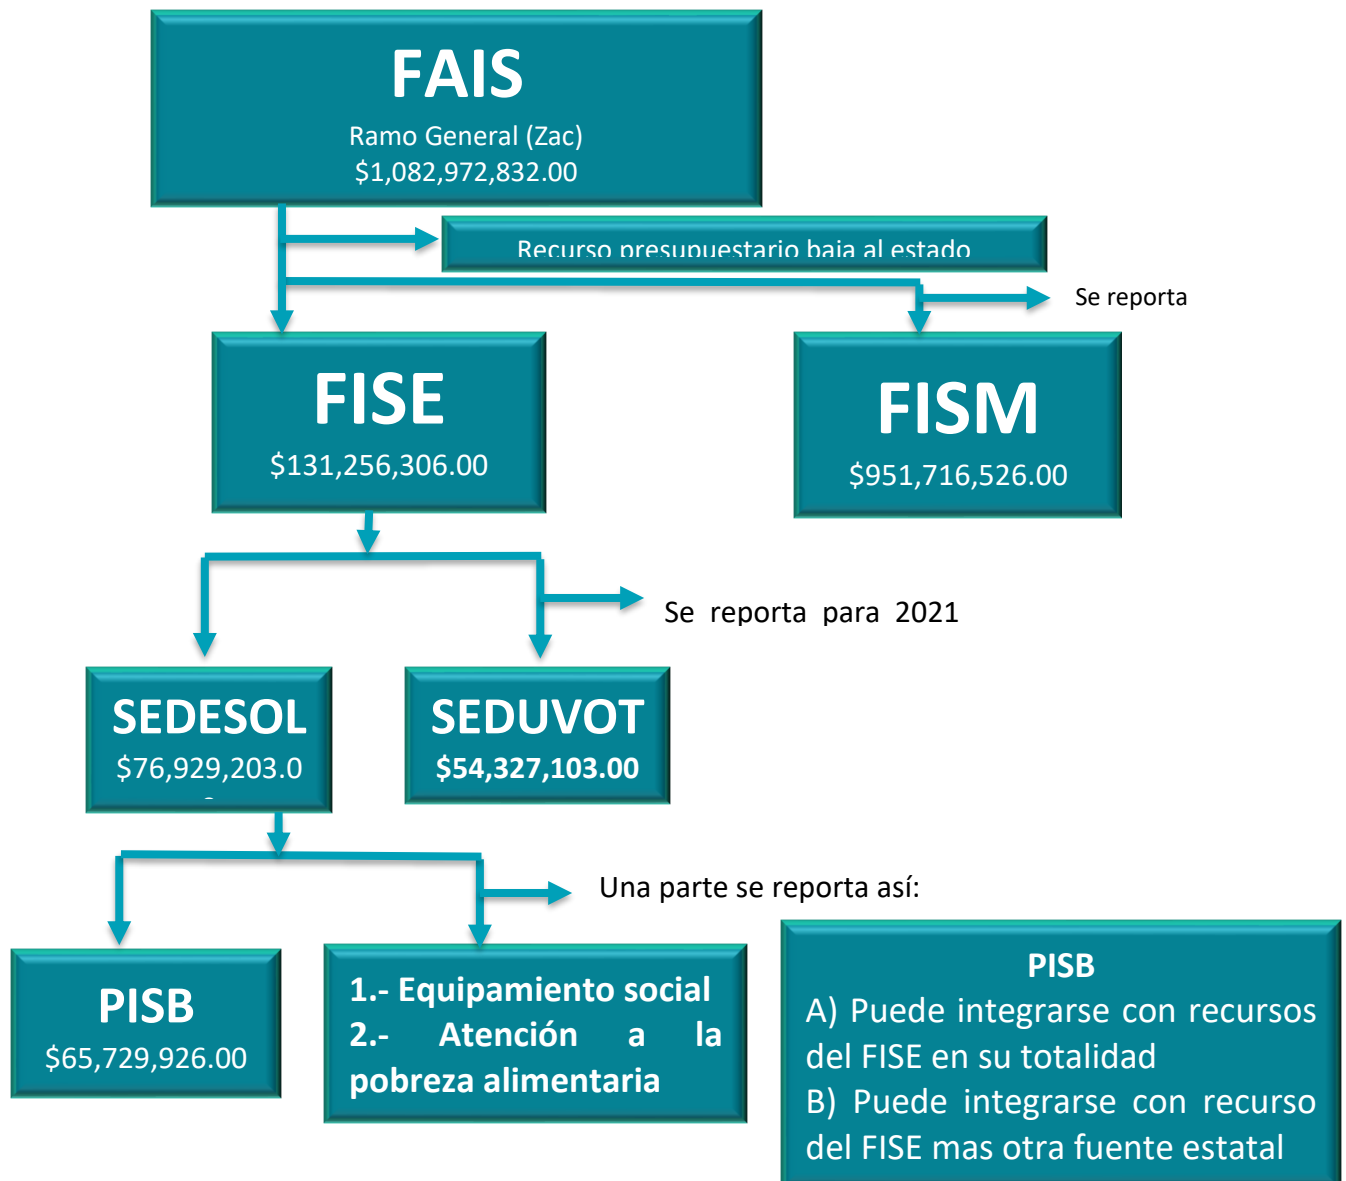 FAIS
Ramo General (Zac)
$1,082,972,832.00
Recurso presupuestario baja al estado
Se reporta
FISE
$131,256,306.00
FISM
$951,716,526.00
Se reporta para 2021
SEDESOL
$76,929,203.0
SEDUVOT
$54,327,103.00
Una parte se reporta así:
PISB
$65,729,926.00
1.- Equipamiento social
2.- Atención a la
pobreza alimentaria
PISB
A) Puede integrarse con recursos
del FISE en su totalidad
B) Puede integrarse con recurso
del FISE mas otra fuente estatal